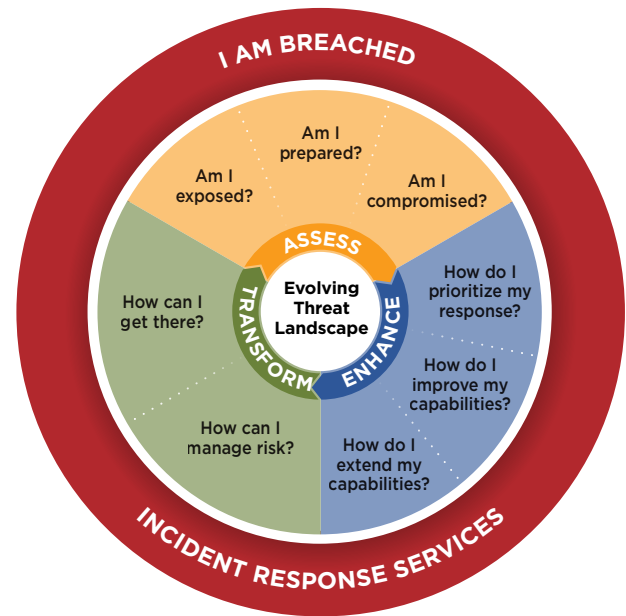 I AM BREACHED
Am I
prepared?
Am I
exposed?
Am I
compromised?
ASSESS
Evolving
Threat
Landscape
ENHANCE
TRANSFORM
How do I
prioritize my
response?
How do I
improve my
capabilities?
How do I
extend my
capabilities?
How can I
manage risk?
How can I
get there?
INCIDENT RESPONSE SERVICES